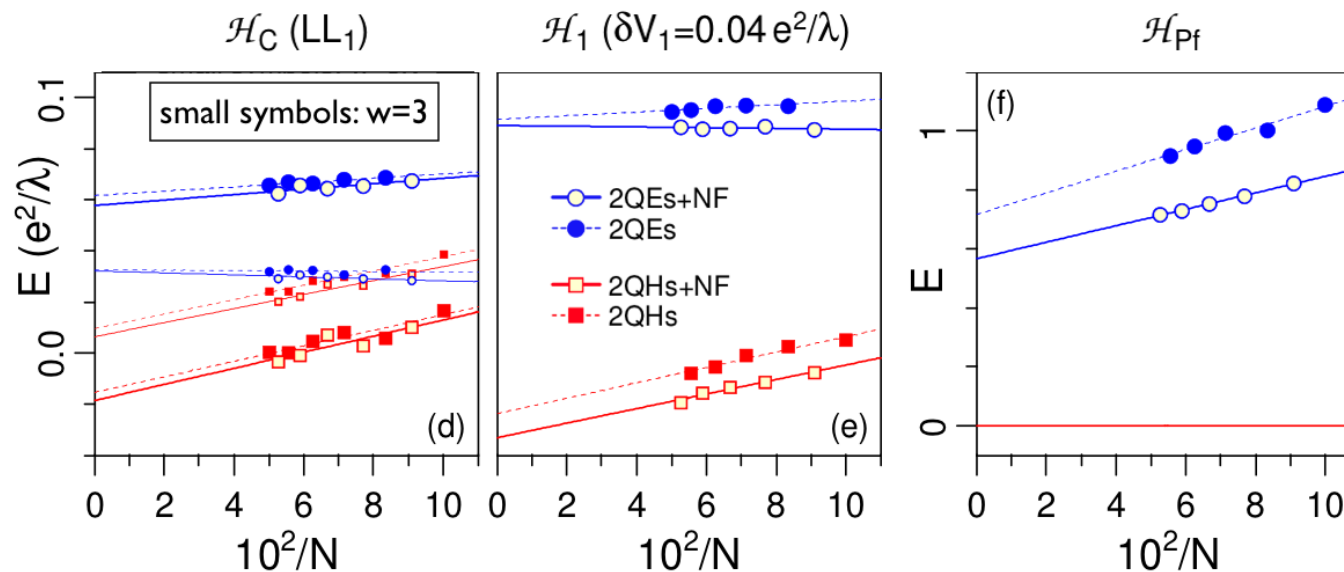 ℋC (LL1)
ℋ1 (δV1=0.04 e²/λ)
ℋPf
small symbols: w=3
E (e²/λ)
0.1
0.0
(d)
0 2 4 6 8 10
10²/N
2QEs+NF
2QEs
2QHs+NF
2QHs
(e)
0 2 4 6 8 10
10²/N
(f)
E
1
0
0 2 4 6 8 10
10²/N